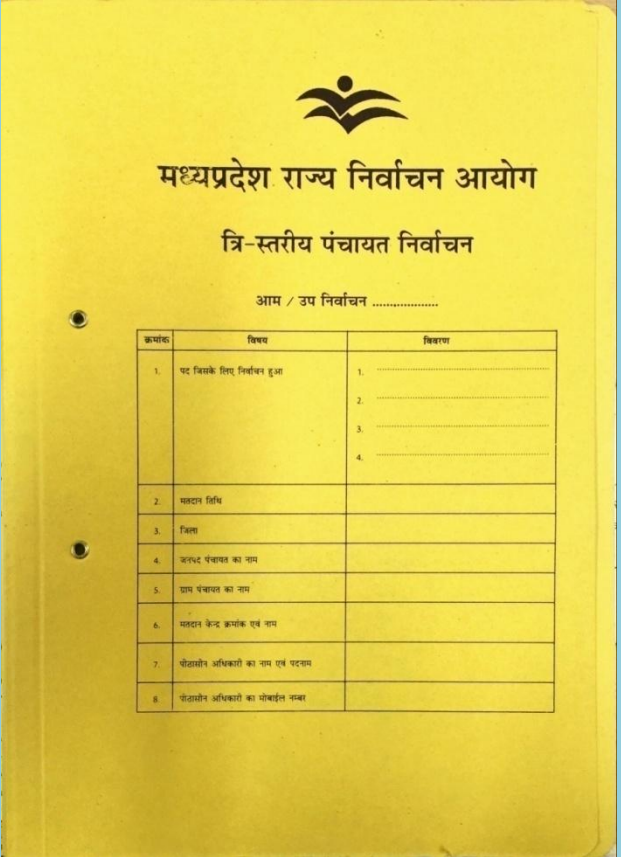 मध्यप्रदेश राज्य निर्वाचन आयोग
त्रि-स्तरीय पंचायत निर्वाचन
आम / उप निर्वाचन ..................
क्रमांक विषय विवरण
1. पद जिसके लिए निर्वाचन हुआ 1. ..................
2. ..................
3. ..................
4. ..................
2. मतदान तिथि
3. जिला
4. जनपद पंचायत का नाम
5. ग्राम पंचायत का नाम
6. मतदान केन्द्र क्रमांक एवं नाम
7. पीठासीन अधिकारी का नाम एवं पदनाम
8. पीठासीन अधिकारी का मोबाईल नम्बर